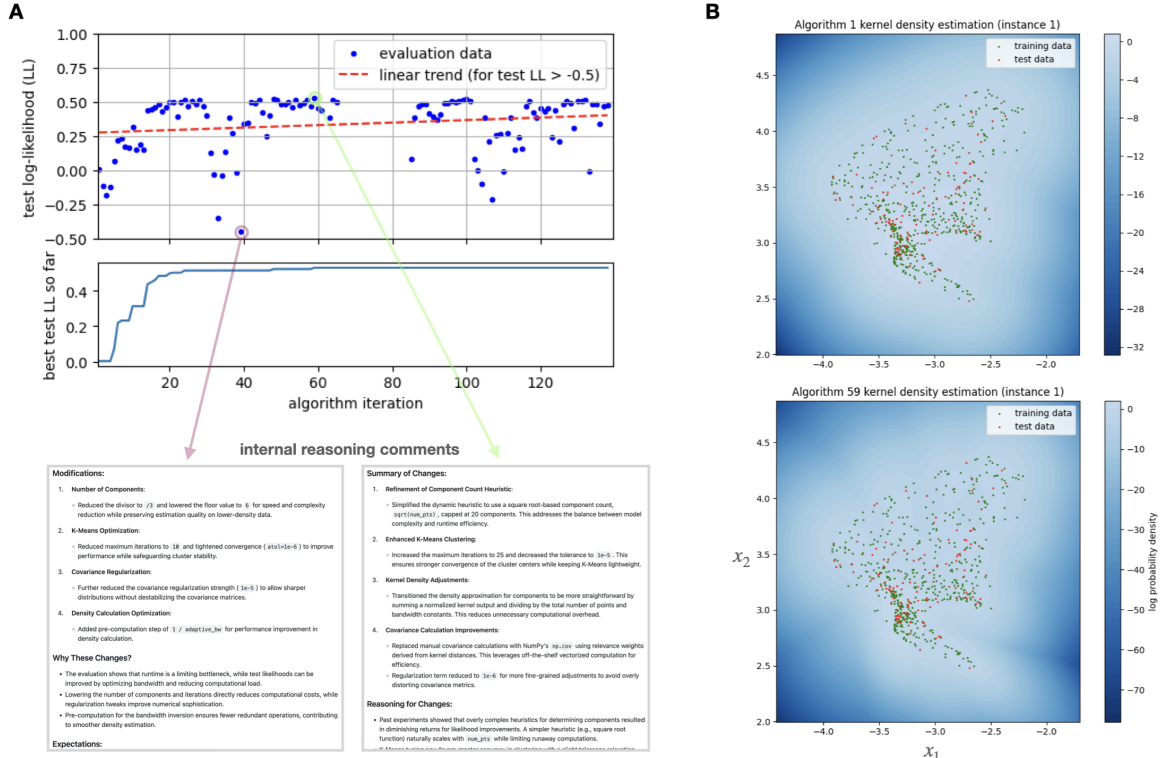 A
1.00
0.75
0.50
0.25
0.00
−0.25
−0.50
test log-likelihood (LL)
evaluation data
linear trend (for test LL > -0.5)
0.4
0.2
0.0
best test LL so far
20
40
60
80
100
120
algorithm iteration
internal reasoning comments
Modifications:
1. Number of Components:
○ Reduced the divisor to /3 and lowered the floor value to 6 for speed and complexity
reduction while preserving estimation quality on lower-density data.
2. K-Means Optimization:
○ Reduced maximum iterations to 10 and tightened convergence ( atol=1e-6 ) to improve
performance while safeguarding cluster stability.
3. Covariance Regularization:
○ Further reduced the covariance regularization strength ( 1e-5 ) to allow sharper
distributions without destabilizing the covariance matrices.
4. Density Calculation Optimization:
○ Added pre-computation step of 1 / adaptive_bw for performance improvement in
density calculation.
Why These Changes?
• The evaluation shows that runtime is a limiting bottleneck, while test likelihoods can be
improved by optimizing bandwidth and reducing computational load.
• Lowering the number of components and iterations directly reduces computational costs, while
regularization tweaks improve numerical sophistication.
• Pre-computation for the bandwidth inversion ensures fewer redundant operations, contributing
to smoother density estimation.
Expectations:
Summary of Changes:
1. Refinement of Component Count Heuristic:
○ Simplified the dynamic heuristic to use a square root-based component count,
sqrt(num_pts) , capped at 20 components. This addresses the balance between model
complexity and runtime efficiency.
2. Enhanced K-Means Clustering:
○ Increased the maximum iterations to 25 and decreased the tolerance to 1e-5 . This
ensures stronger convergence of the cluster centers while keeping K-Means lightweight.
3. Kernel Density Adjustments:
○ Transitioned the density approximation for components to be more straightforward by
summing a normalized kernel output and dividing by the total number of points and
bandwidth constants. This reduces unnecessary computational overhead.
4. Covariance Calculation Improvements:
○ Replaced manual covariance calculations with NumPy's np.cov using relevance weights
derived from kernel distances. This leverages off-the-shelf vectorized computation for
efficiency.
○ Regularization term reduced to 1e-6 for more fine-grained adjustments to avoid overly
distorting covariance metrics.
Reasoning for Changes:
• Past experiments showed that overly complex heuristics for determining components resulted
in diminishing returns for likelihood improvements. A simpler heuristic (e.g., square root
function) naturally scales with num_pts while limiting runaway computations.
B
Algorithm 1 kernel density estimation (instance 1)
training data
test data
4.5
4.0
3.5
3.0
2.5
2.0
−4.0
−3.5
−3.0
−2.5
−2.0
0
−4
−8
−12
−16
−20
−24
−28
−32
Algorithm 59 kernel density estimation (instance 1)
training data
test data
4.5
4.0
3.5
3.0
2.5
2.0
−4.0
−3.5
−3.0
−2.5
−2.0
0
−10
−20
−30
−40
−50
−60
−70
log probability density
x2
x1